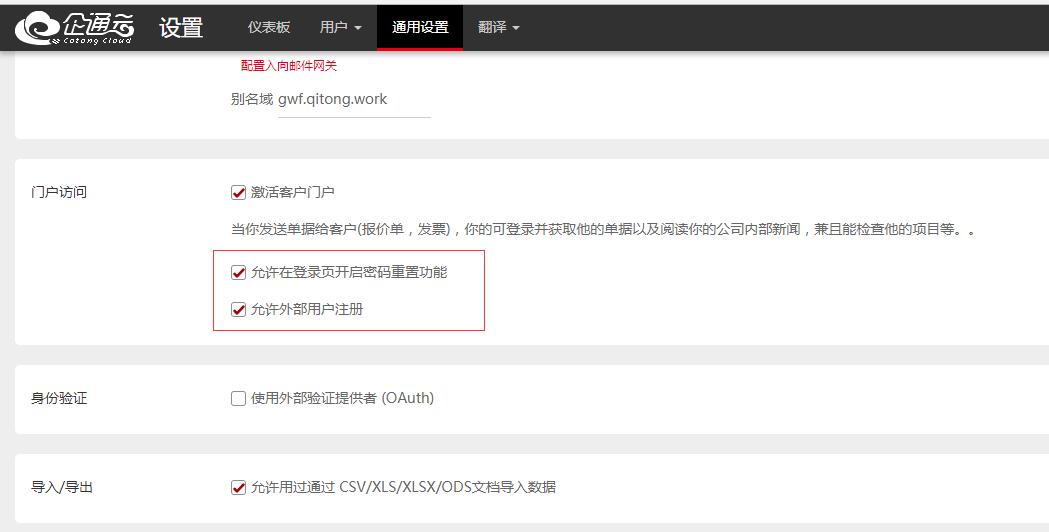 企通云
Cotong Cloud
设置
仪表板
用户
通用设置
翻译
配置入向邮件网关
别名域 gwf.qitong.work
门户访问
激活客户门户
当你发送单据给客户(报价单，发票)，你的可登录并获取他的单据以及阅读你的公司内部新闻，兼且能检查他的项目等。。
允许在登录页开启密码重置功能
允许外部用户注册
身份验证
使用外部验证提供者 (OAuth)
导入/导出
允许用过通过 CSV/XLS/XLSX/ODS文档导入数据